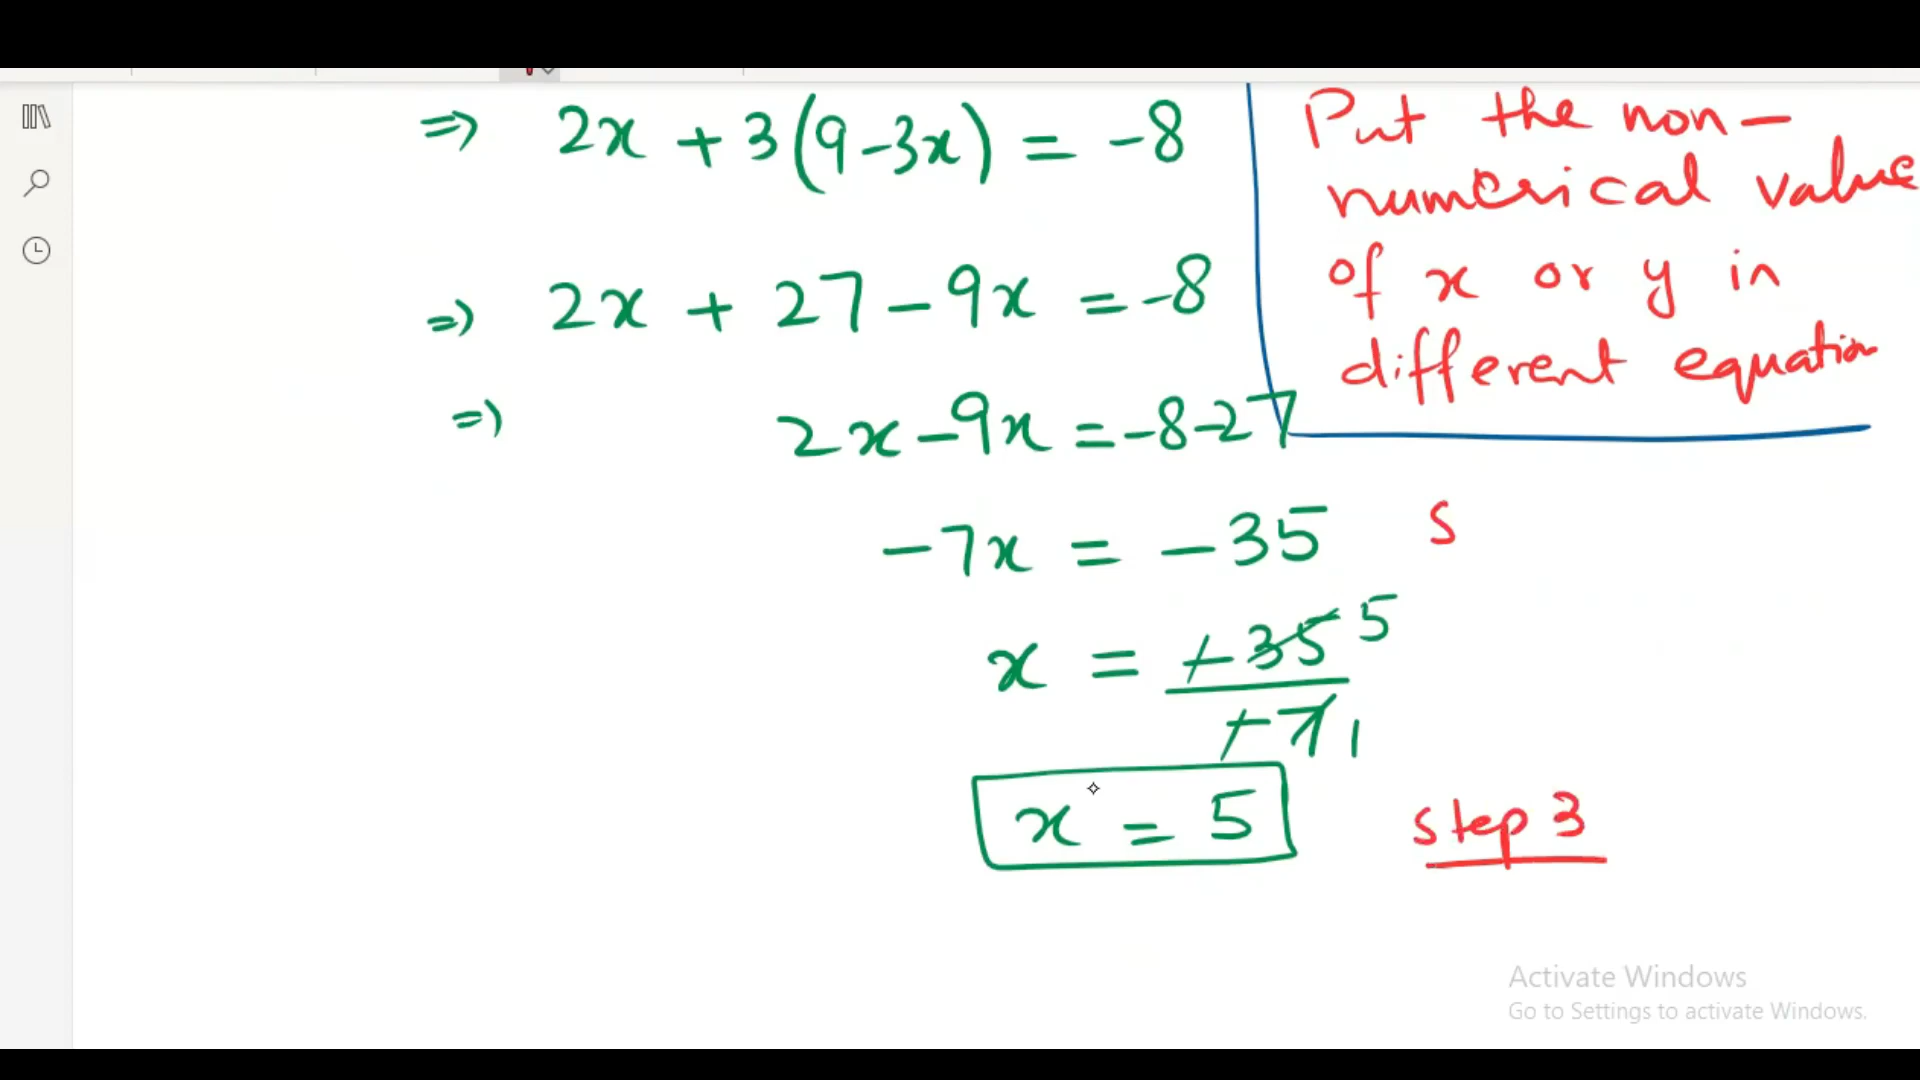 => 2x + 3(9-3x) = -8
=> 2x + 27 - 9x = -8
=> 2x - 9x = -8-27
-7x = -35
x = -35 5
-7 1
x = 5
Put the non-
numerical value
of x or y in
different equation
S
step 3
Activate Windows
Go to Settings to activate Windows.